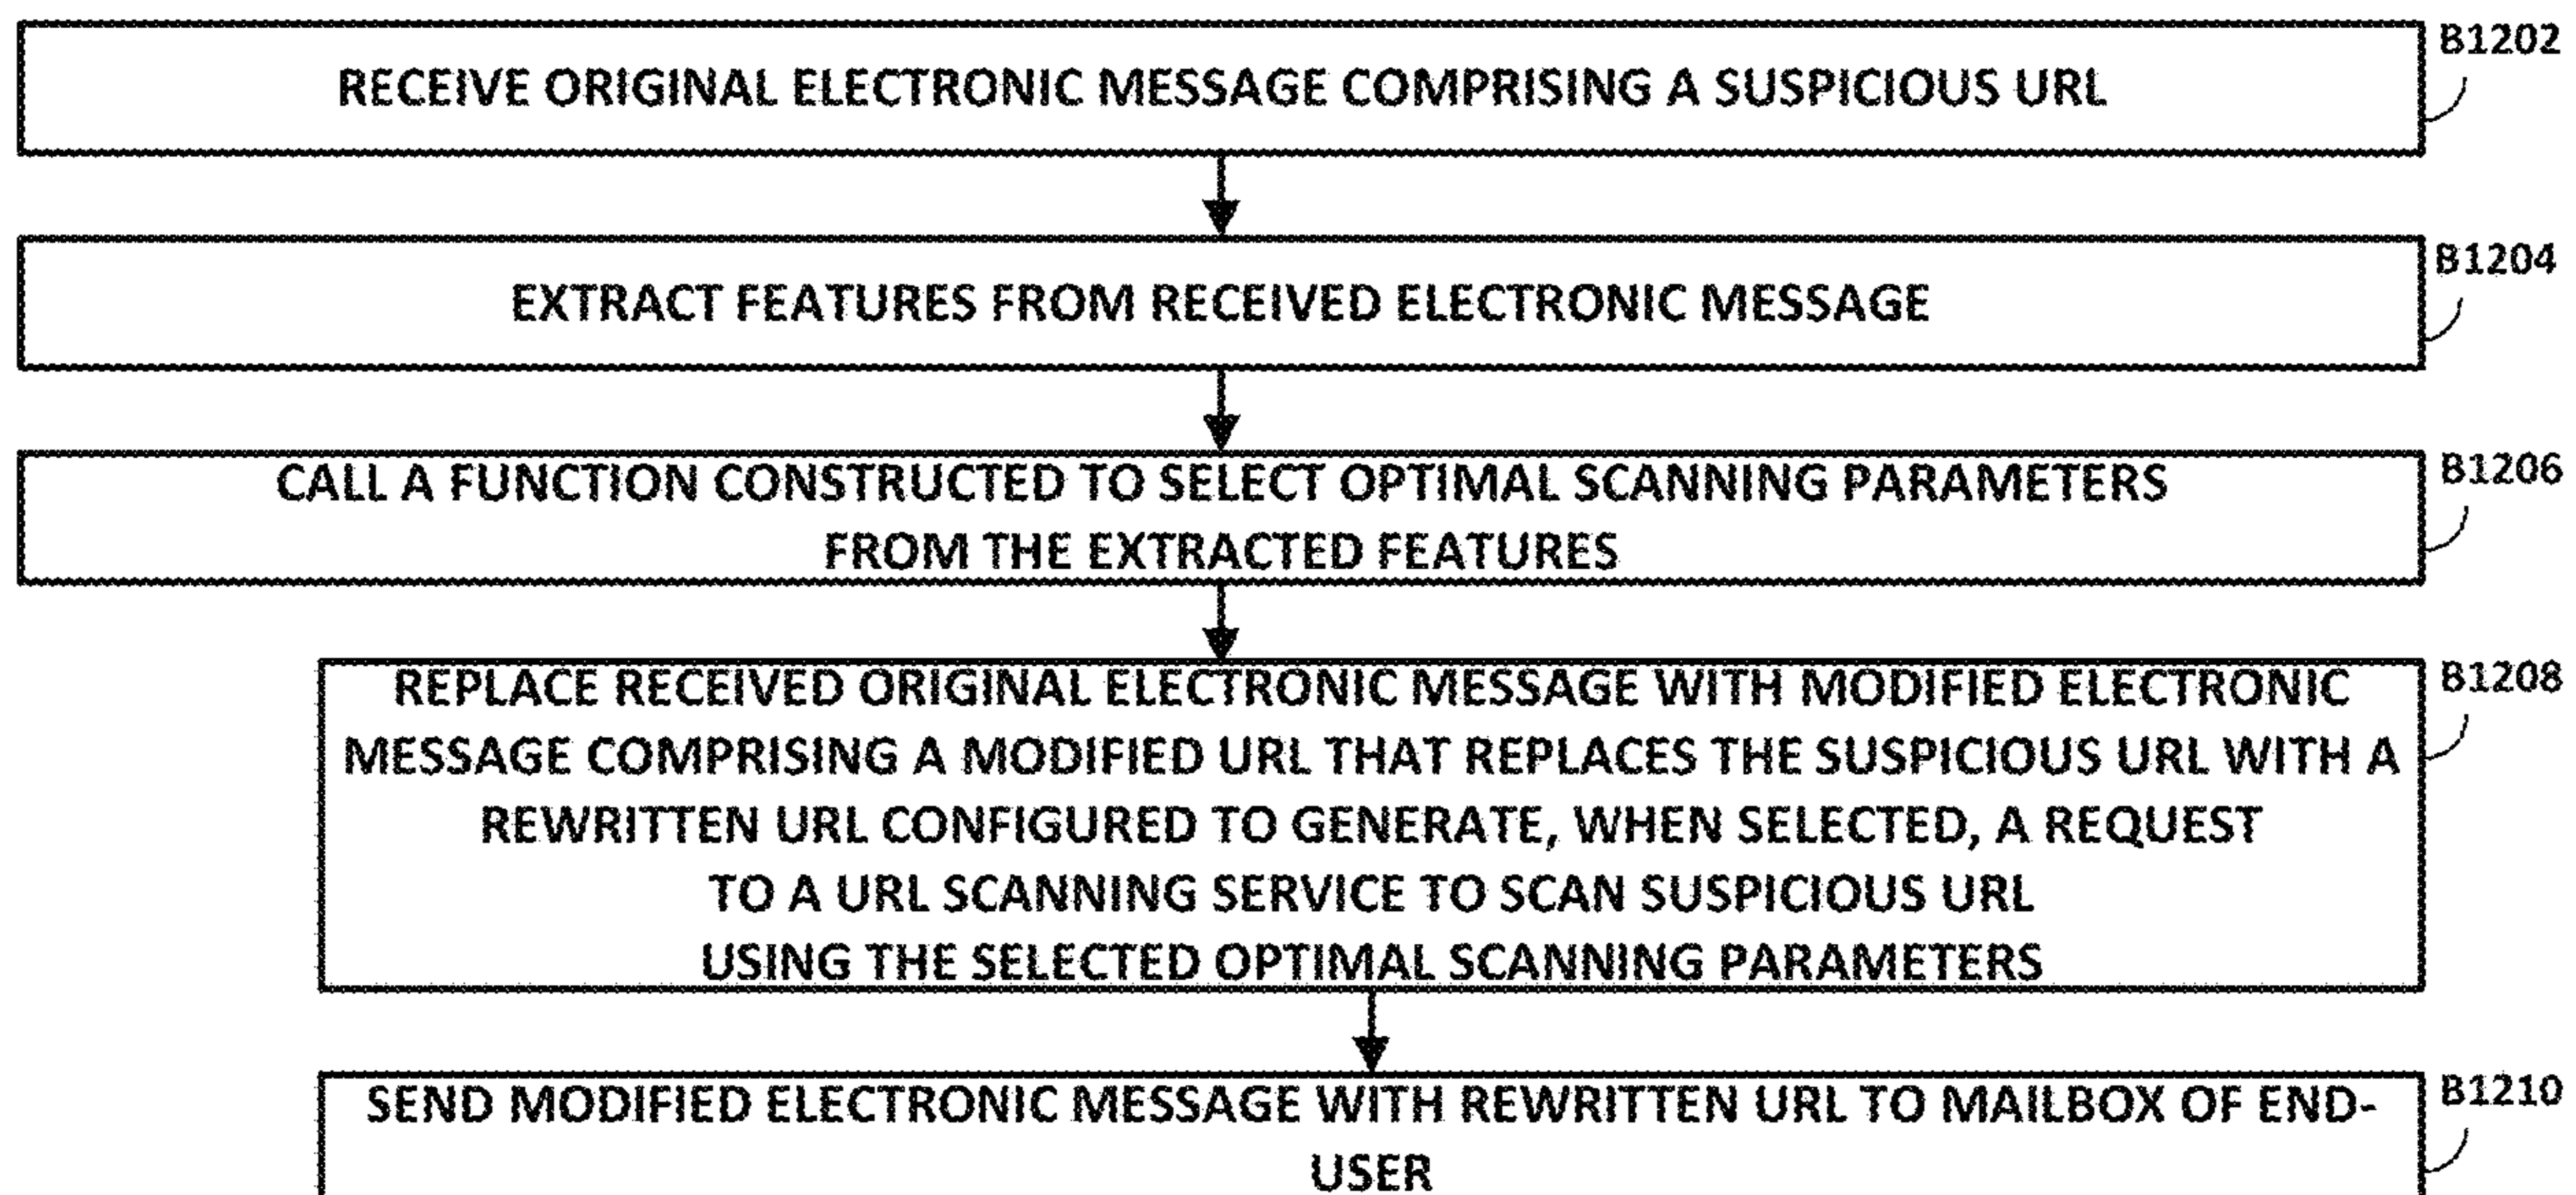 RECEIVE ORIGINAL ELECTRONIC MESSAGE COMPRISING A SUSPICIOUS URL
B1202
EXTRACT FEATURES FROM RECEIVED ELECTRONIC MESSAGE
B1204
CALL A FUNCTION CONSTRUCTED TO SELECT OPTIMAL SCANNING PARAMETERS
FROM THE EXTRACTED FEATURES
B1206
REPLACE RECEIVED ORIGINAL ELECTRONIC MESSAGE WITH MODIFIED ELECTRONIC
MESSAGE COMPRISING A MODIFIED URL THAT REPLACES THE SUSPICIOUS URL WITH A
REWRITTEN URL CONFIGURED TO GENERATE, WHEN SELECTED, A REQUEST
TO A URL SCANNING SERVICE TO SCAN SUSPICIOUS URL
USING THE SELECTED OPTIMAL SCANNING PARAMETERS
B1208
SEND MODIFIED ELECTRONIC MESSAGE WITH REWRITTEN URL TO MAILBOX OF END-
USER
B1210